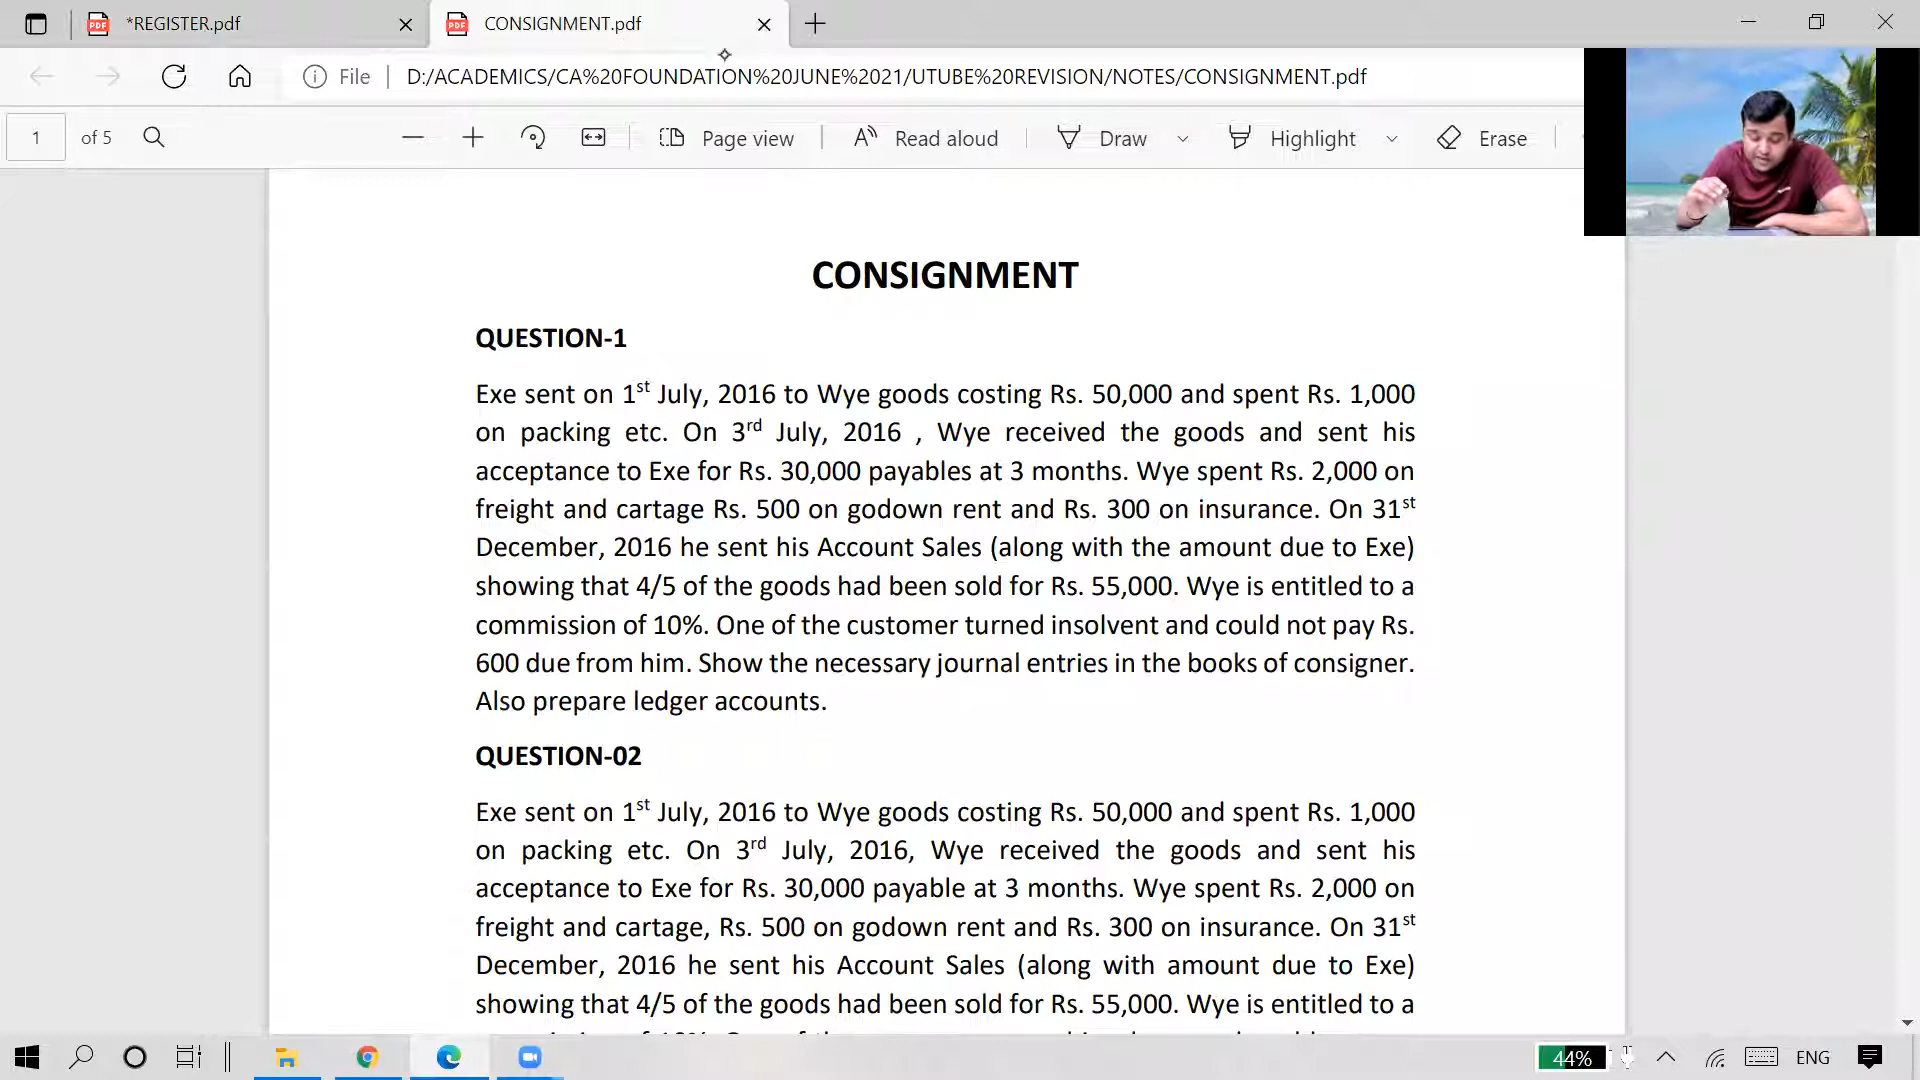 *REGISTER.pdf
CONSIGNMENT.pdf
File
D:/ACADEMICS/CA%20FOUNDATION%20JUNE%2021/UTUBE%20REVISION/NOTES/CONSIGNMENT.pdf
1 of 5
Page view
Read aloud
Draw
Highlight
Erase
CONSIGNMENT
QUESTION-1
Exe sent on 1st July, 2016 to Wye goods costing Rs. 50,000 and spent Rs. 1,000
on packing etc. On 3rd July, 2016 , Wye received the goods and sent his
acceptance to Exe for Rs. 30,000 payables at 3 months. Wye spent Rs. 2,000 on
freight and cartage Rs. 500 on godown rent and Rs. 300 on insurance. On 31st
December, 2016 he sent his Account Sales (along with the amount due to Exe)
showing that 4/5 of the goods had been sold for Rs. 55,000. Wye is entitled to a
commission of 10%. One of the customer turned insolvent and could not pay Rs.
600 due from him. Show the necessary journal entries in the books of consigner.
Also prepare ledger accounts.
QUESTION-02
Exe sent on 1st July, 2016 to Wye goods costing Rs. 50,000 and spent Rs. 1,000
on packing etc. On 3rd July, 2016, Wye received the goods and sent his
acceptance to Exe for Rs. 30,000 payable at 3 months. Wye spent Rs. 2,000 on
freight and cartage, Rs. 500 on godown rent and Rs. 300 on insurance. On 31st
December, 2016 he sent his Account Sales (along with amount due to Exe)
showing that 4/5 of the goods had been sold for Rs. 55,000. Wye is entitled to a
44%
ENG